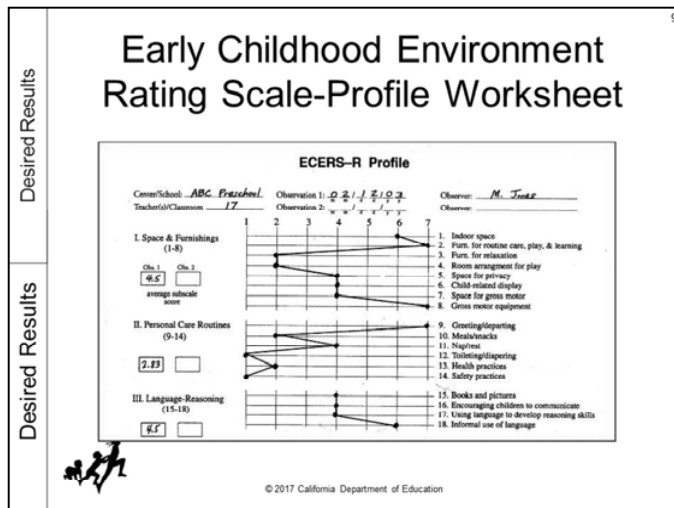 9
Early Childhood Environment
Rating Scale-Profile Worksheet
Desired Results
Desired Results
ECERS–R Profile
Center/School: ABC Preschool Observation 1: 02/12/03 Observer: M. Jones
Teacher(s)/Classroom 17 Observation 2: / / Observer:
1 2 3 4 5 6 7
I. Space & Furnishings
(1-8)
Obs. 1 Obs. 2
4.5
average subscale
score
1. Indoor space
2. Furn. for routine care, play, & learning
3. Furn. for relaxation
4. Room arrangment for play
5. Space for privacy
6. Child-related display
7. Space for gross motor
8. Gross motor equipment
II. Personal Care Routines
(9-14)
2.83
9. Greeting/departing
10. Meals/snacks
11. Nap/rest
12. Toileting/diapering
13. Health practices
14. Safety practices
III. Language-Reasoning
(15-18)
4.5
15. Books and pictures
16. Encouraging children to communicate
17. Using language to develop reasoning skills
18. Informal use of language
© 2017 California Department of Education